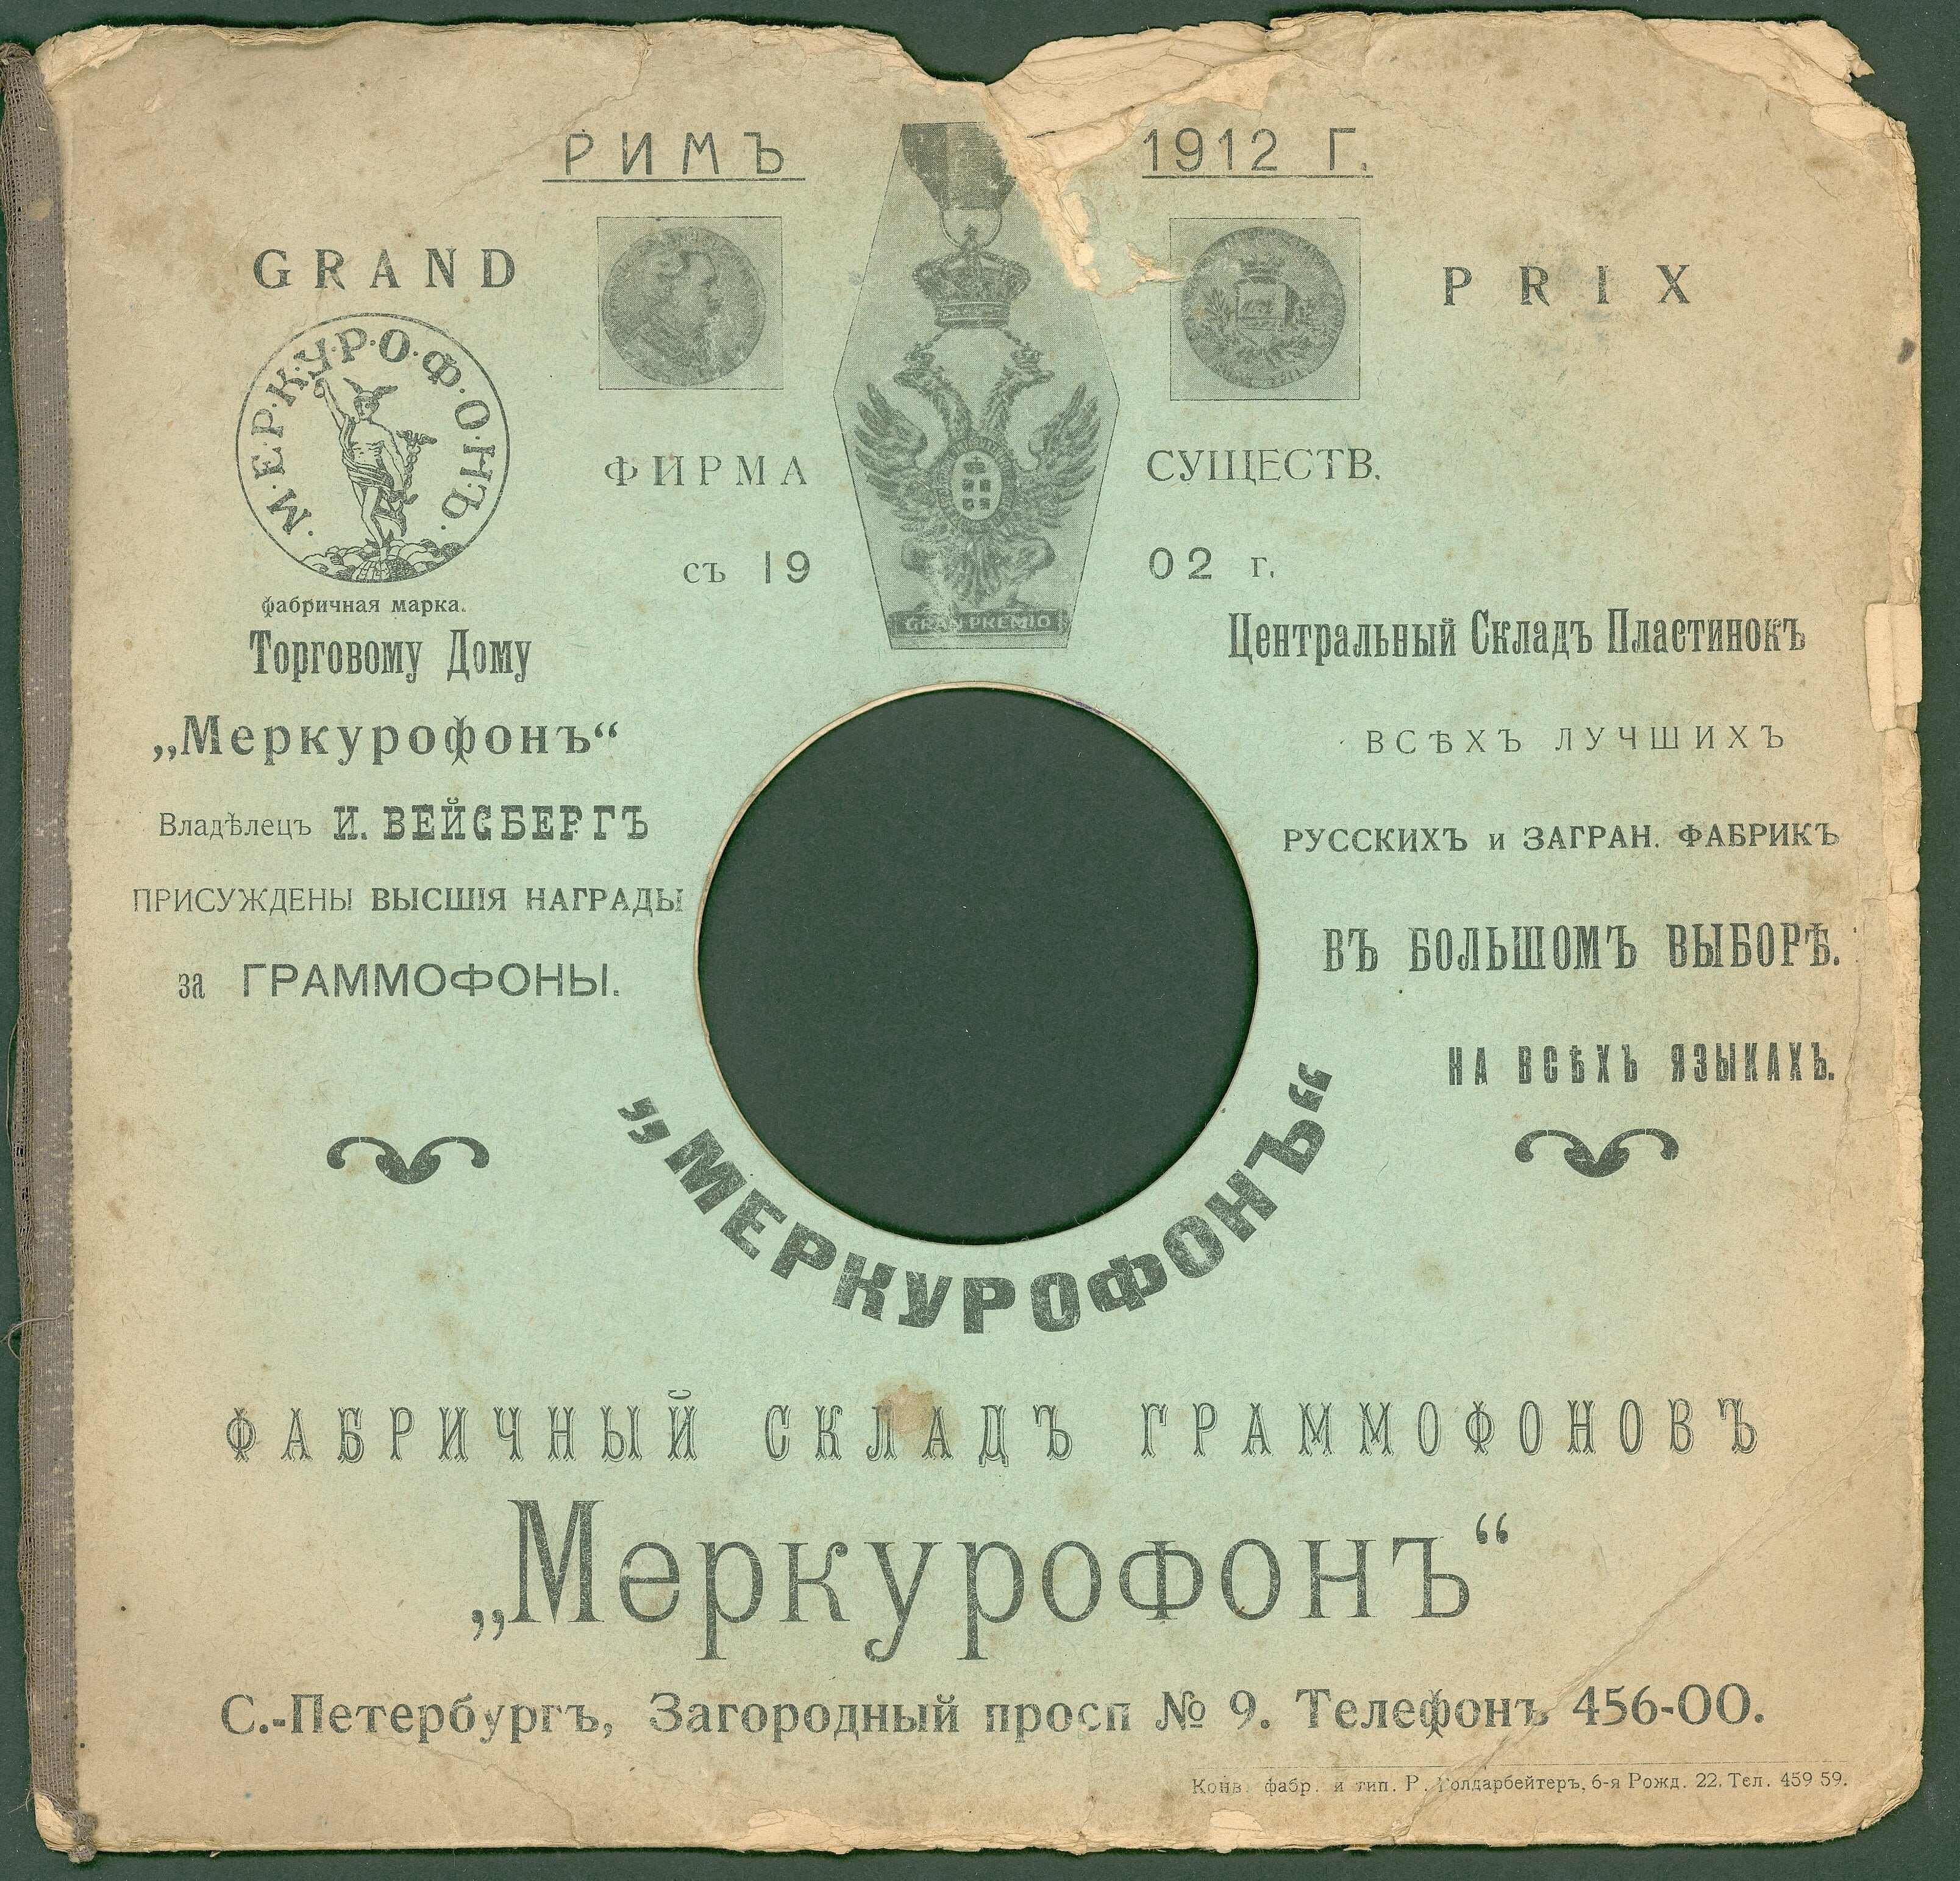 РИМЪ 1912 Г.
GRAND PRIX
М·Е·Р·К·У·Р·О·Ф·О·Н·Ъ·
фабричная марка.
ФИРМА СУЩЕСТВ.
съ 1902 г.
GRAN PREMIO
Торговому Дому
„Меркурофонъ“
Владѣлецъ И. ВЕЙСБЕРГЪ
ПРИСУЖДЕНЫ ВЫСШІЯ НАГРАДЫ
за ГРАММОФОНЫ.
Центральный Складъ Пластинокъ
ВСѢХЪ ЛУЧШИХЪ
РУССКИХЪ и ЗАГРАН. ФАБРИКЪ
ВЪ БОЛЬШОМЪ ВЫБОРѢ.
НА ВСѢХЪ ЯЗЫКАХЪ.
„МЕРКУРОФОНЪ“
ФАБРИЧНЫЙ СКЛАДЪ ГРАММОФОНОВЪ
„Меркурофонъ“
С.-Петербургъ, Загородный просп № 9. Телефонъ 456-00.
Конв. фабр. и тип. Р. Голдарбейтеръ, 6-я Рожд. 22. Тел. 459 59.